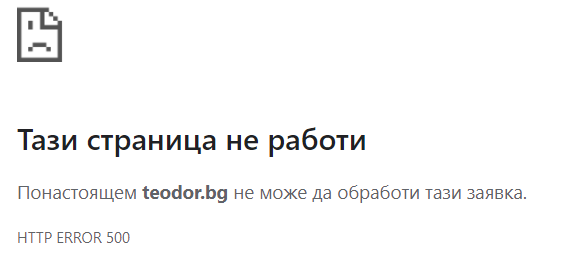 Тази страница не работи
Понастоящем teodor.bg не може да обработи тази заявка.
HTTP ERROR 500